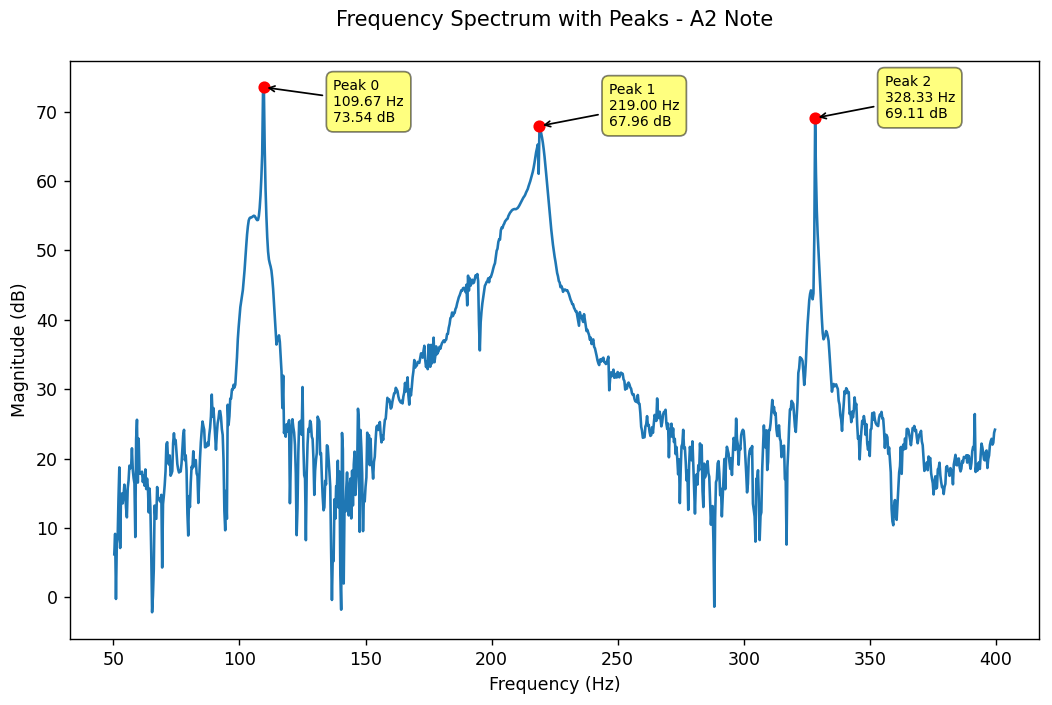 Frequency Spectrum with Peaks - A2 Note
Peak 0
109.67 Hz
73.54 dB
Peak 1
219.00 Hz
67.96 dB
Peak 2
328.33 Hz
69.11 dB
Magnitude (dB)
70
60
50
40
30
20
10
0
50
100
150
200
250
300
350
400
Frequency (Hz)